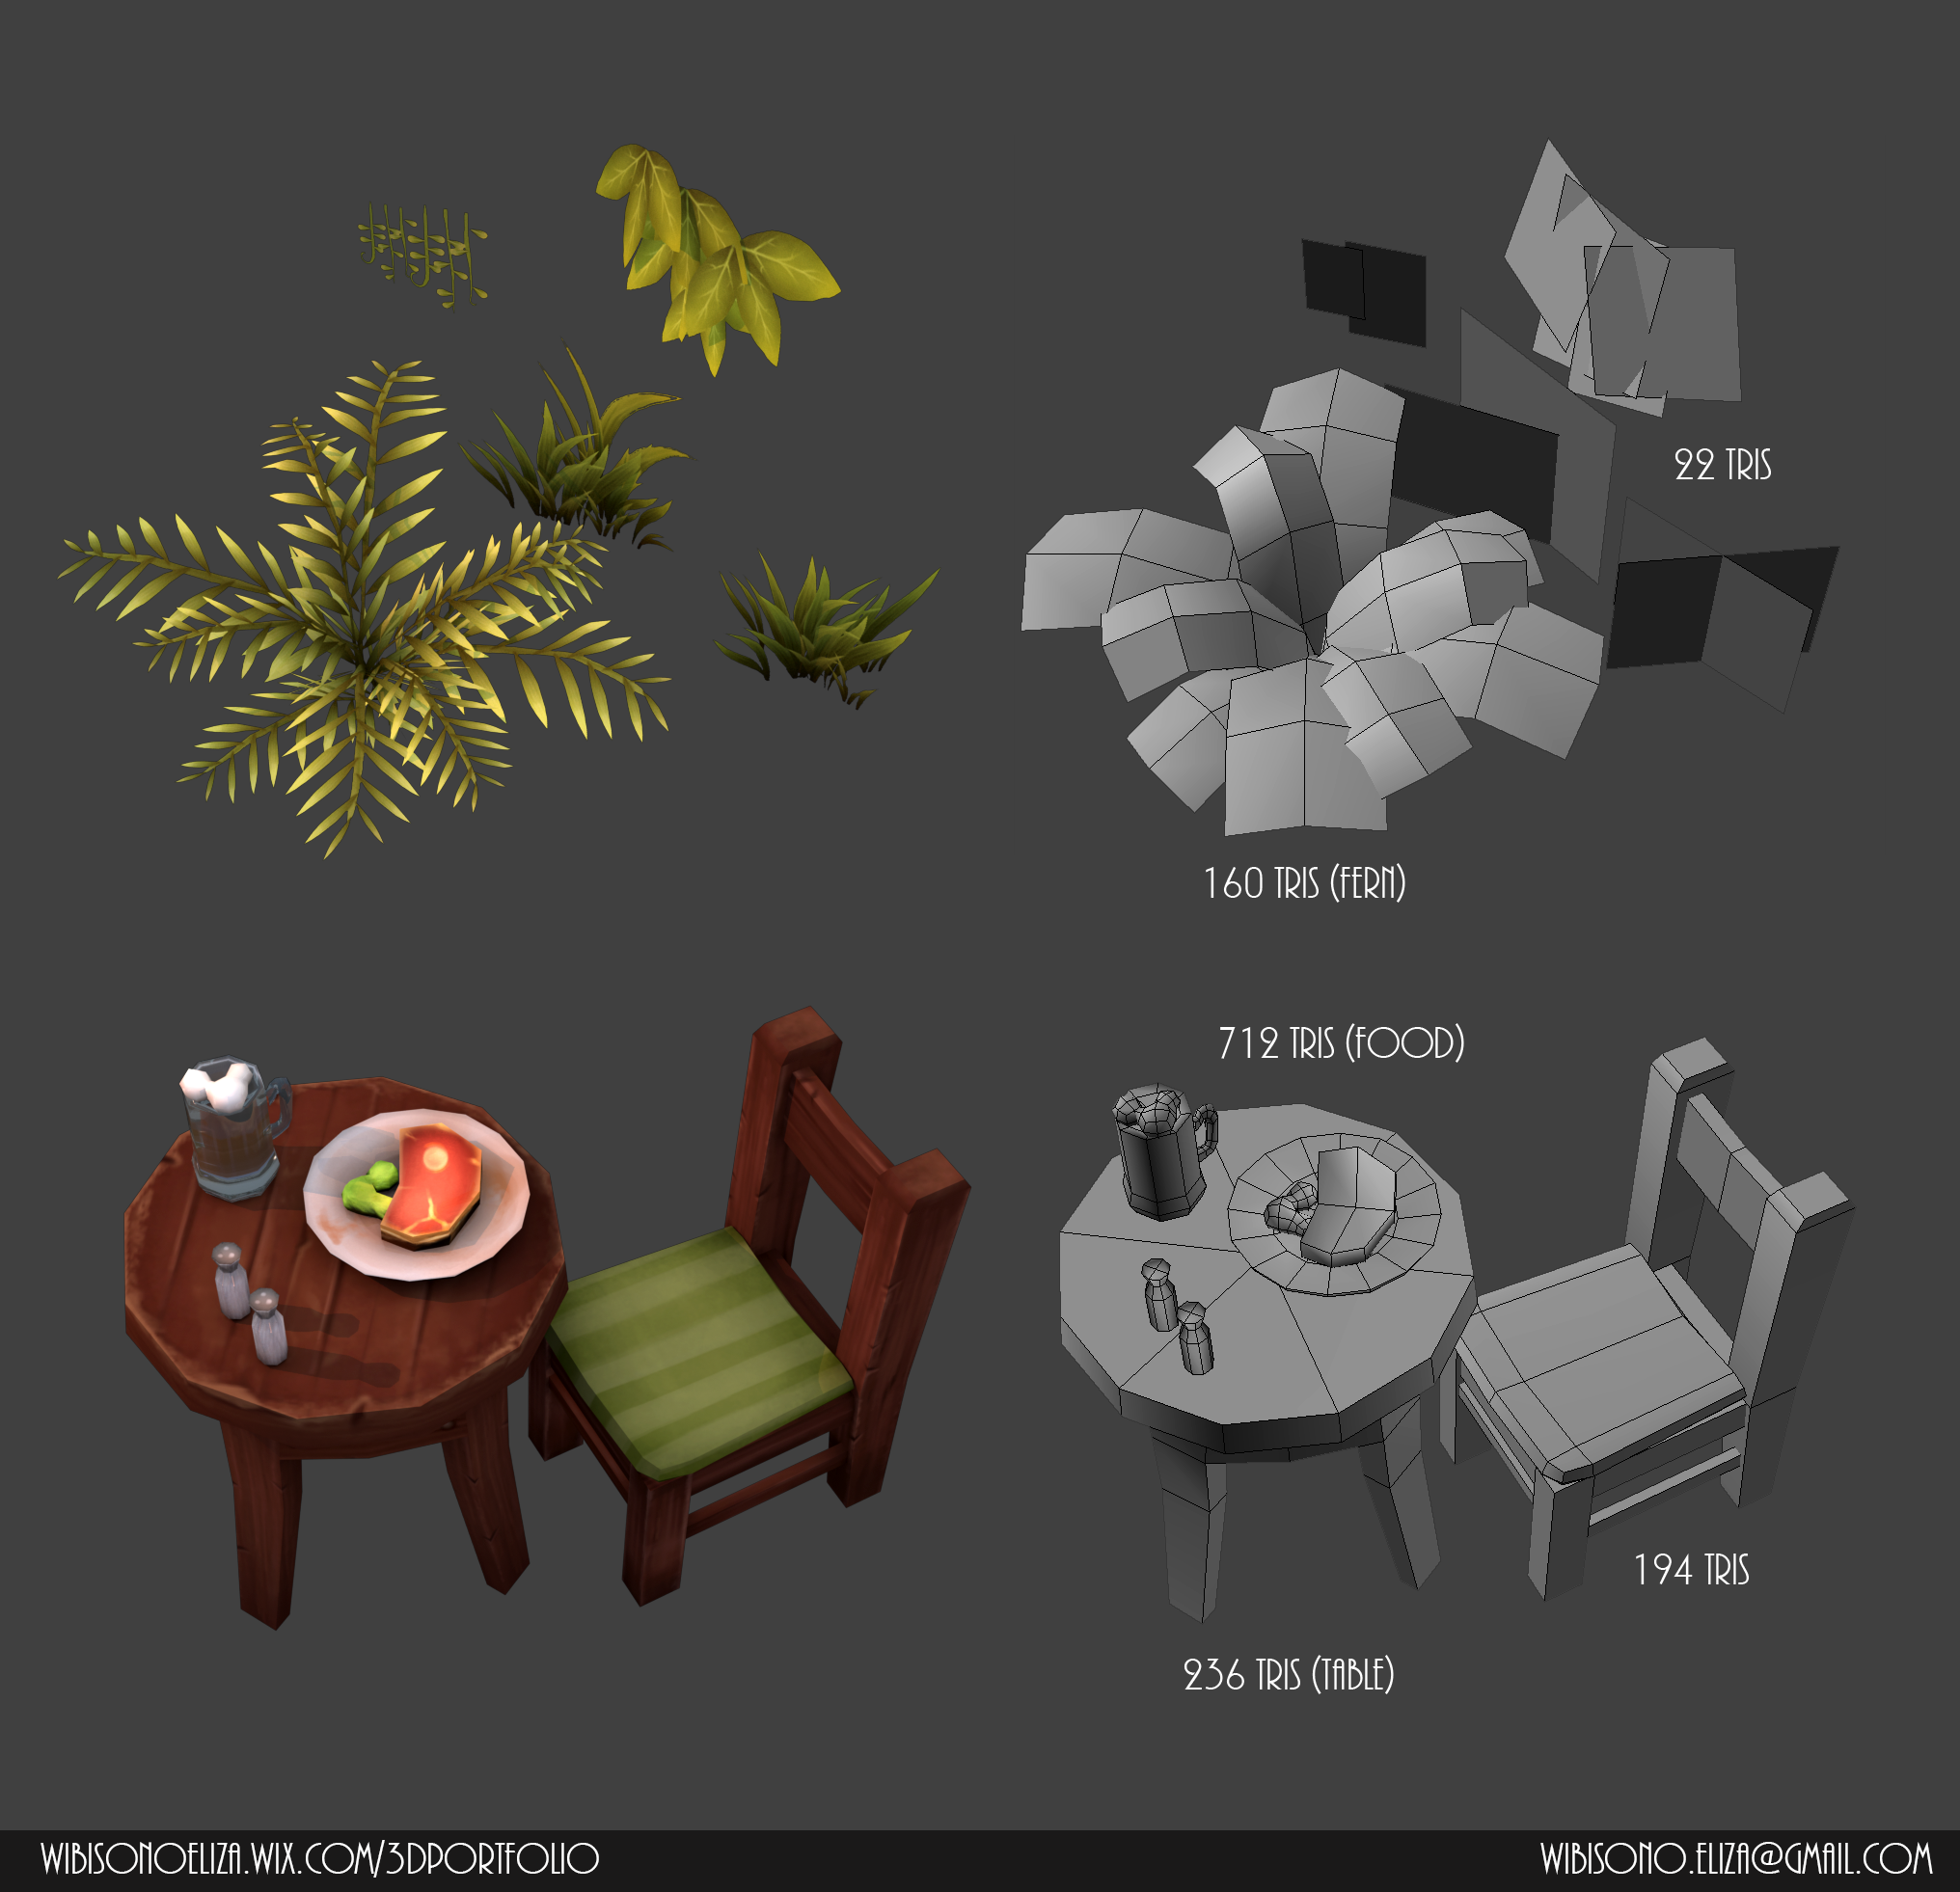 22 TRIS
160 TRIS (FERN)
712 TRIS (FOOD)
194 TRIS
236 TRIS (TABLE)
WIBISONOELIZA.WIX.COM/3DPORTFOLIO
WIBISONO.ELIZA@GMAIL.COM